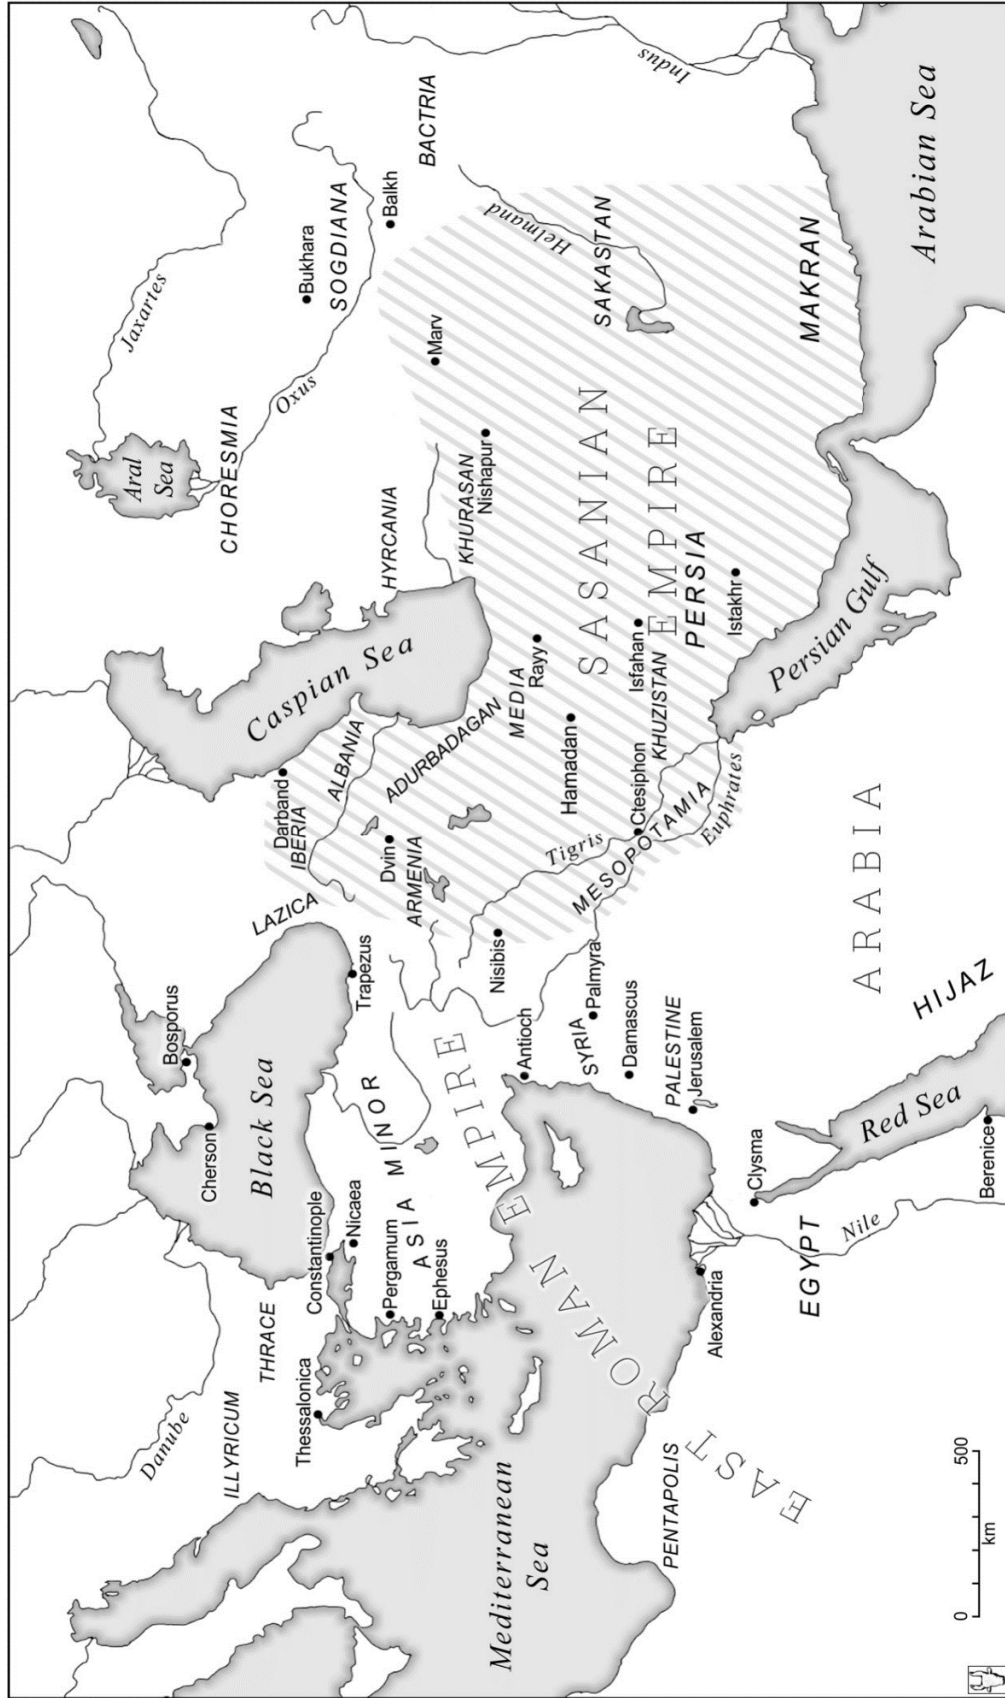 Aral
Sea
Jaxartes
CHORESMIA
Oxus
Bukhara
SOGDIANA
Balkh
BACTRIA
Indus
Danube
ILLYRICUM
THRACE
Thessalonica
Constantinople
Nicaea
Pergamum
Ephesus
ASIA MINOR
Cherson
Bosporus
Black Sea
Trapezus
LAZICA
Darband
IBERIA
ALBANIA
Caspian Sea
HYRCANIA
Dvin
ARMENIA
ADURBADAGAN
MEDIA
Rayy
KHURASAN
Nishapur
Marv
Helmand
SAKASTAN
MAKRAN
Arabian Sea
SASANIAN
EMPIRE
Hamadan
Isfahan
KHUZISTAN
PERSIA
Istakhr
Ctesiphon
Tigris
MESOPOTAMIA
Euphrates
Persian Gulf
Nisibis
Antioch
SYRIA
Palmyra
Damascus
PALESTINE
Jerusalem
EAST ROMAN EMPIRE
Mediterranean
Sea
PENTAPOLIS
Alexandria
EGYPT
Nile
Clysma
Red Sea
Berenice
HIJAZ
ARABIA
0 500
km